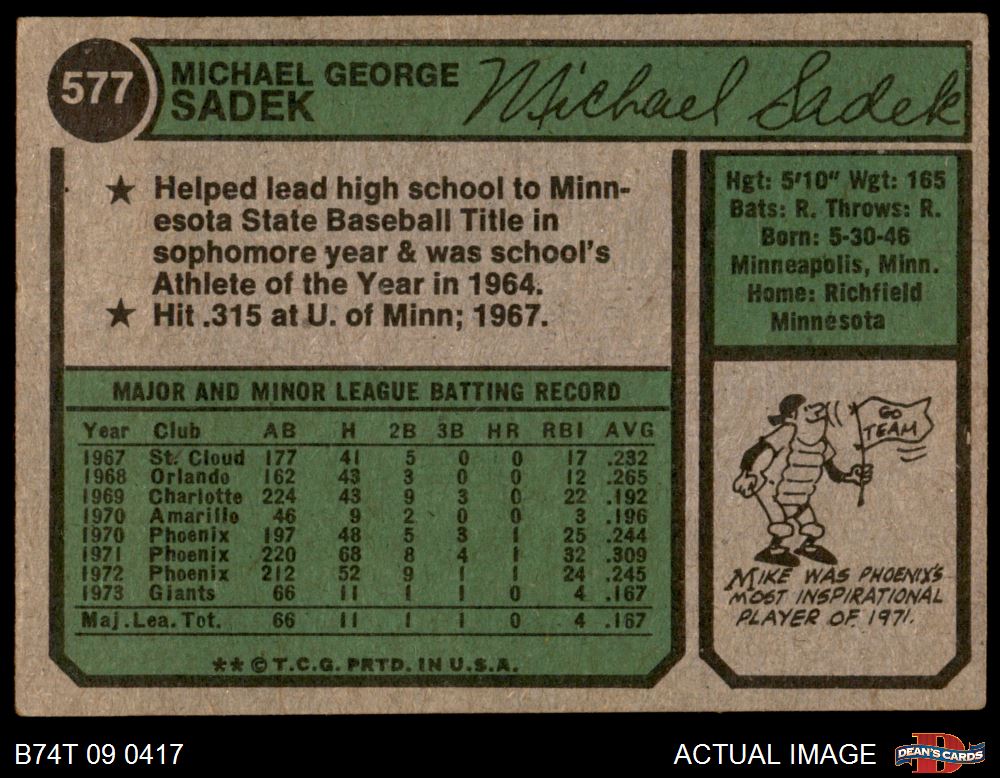 577
MICHAEL GEORGE
SADEK
Michael Sadek
★ Helped lead high school to Minn-
esota State Baseball Title in
sophomore year & was school's
Athlete of the Year in 1964.
★ Hit .315 at U. of Minn; 1967.
Hgt: 5'10" Wgt: 165
Bats: R. Throws: R.
Born: 5-30-46
Minneapolis, Minn.
Home: Richfield
Minnesota
MAJOR AND MINOR LEAGUE BATTING RECORD
Year Club AB H 2B 3B HR RBI AVG
1967 St. Cloud 177 41 5 0 0 17 .232
1968 Orlando 162 43 3 0 0 12 .265
1969 Charlotte 224 43 9 3 0 22 .192
1970 Amarillo 46 9 2 0 0 3 .196
1970 Phoenix 197 48 5 3 1 25 .244
1971 Phoenix 220 68 8 4 1 32 .309
1972 Phoenix 212 52 9 1 1 24 .245
1973 Giants 66 11 1 1 0 4 .167
Maj.Lea.Tot. 66 11 1 1 0 4 .167
** © T.C.G. PRTD. IN U.S.A.
GO
TEAM
MIKE WAS PHOENIX'S
MOST INSPIRATIONAL
PLAYER OF 1971.
B74T 09 0417
ACTUAL IMAGE
DEAN'S CARDS